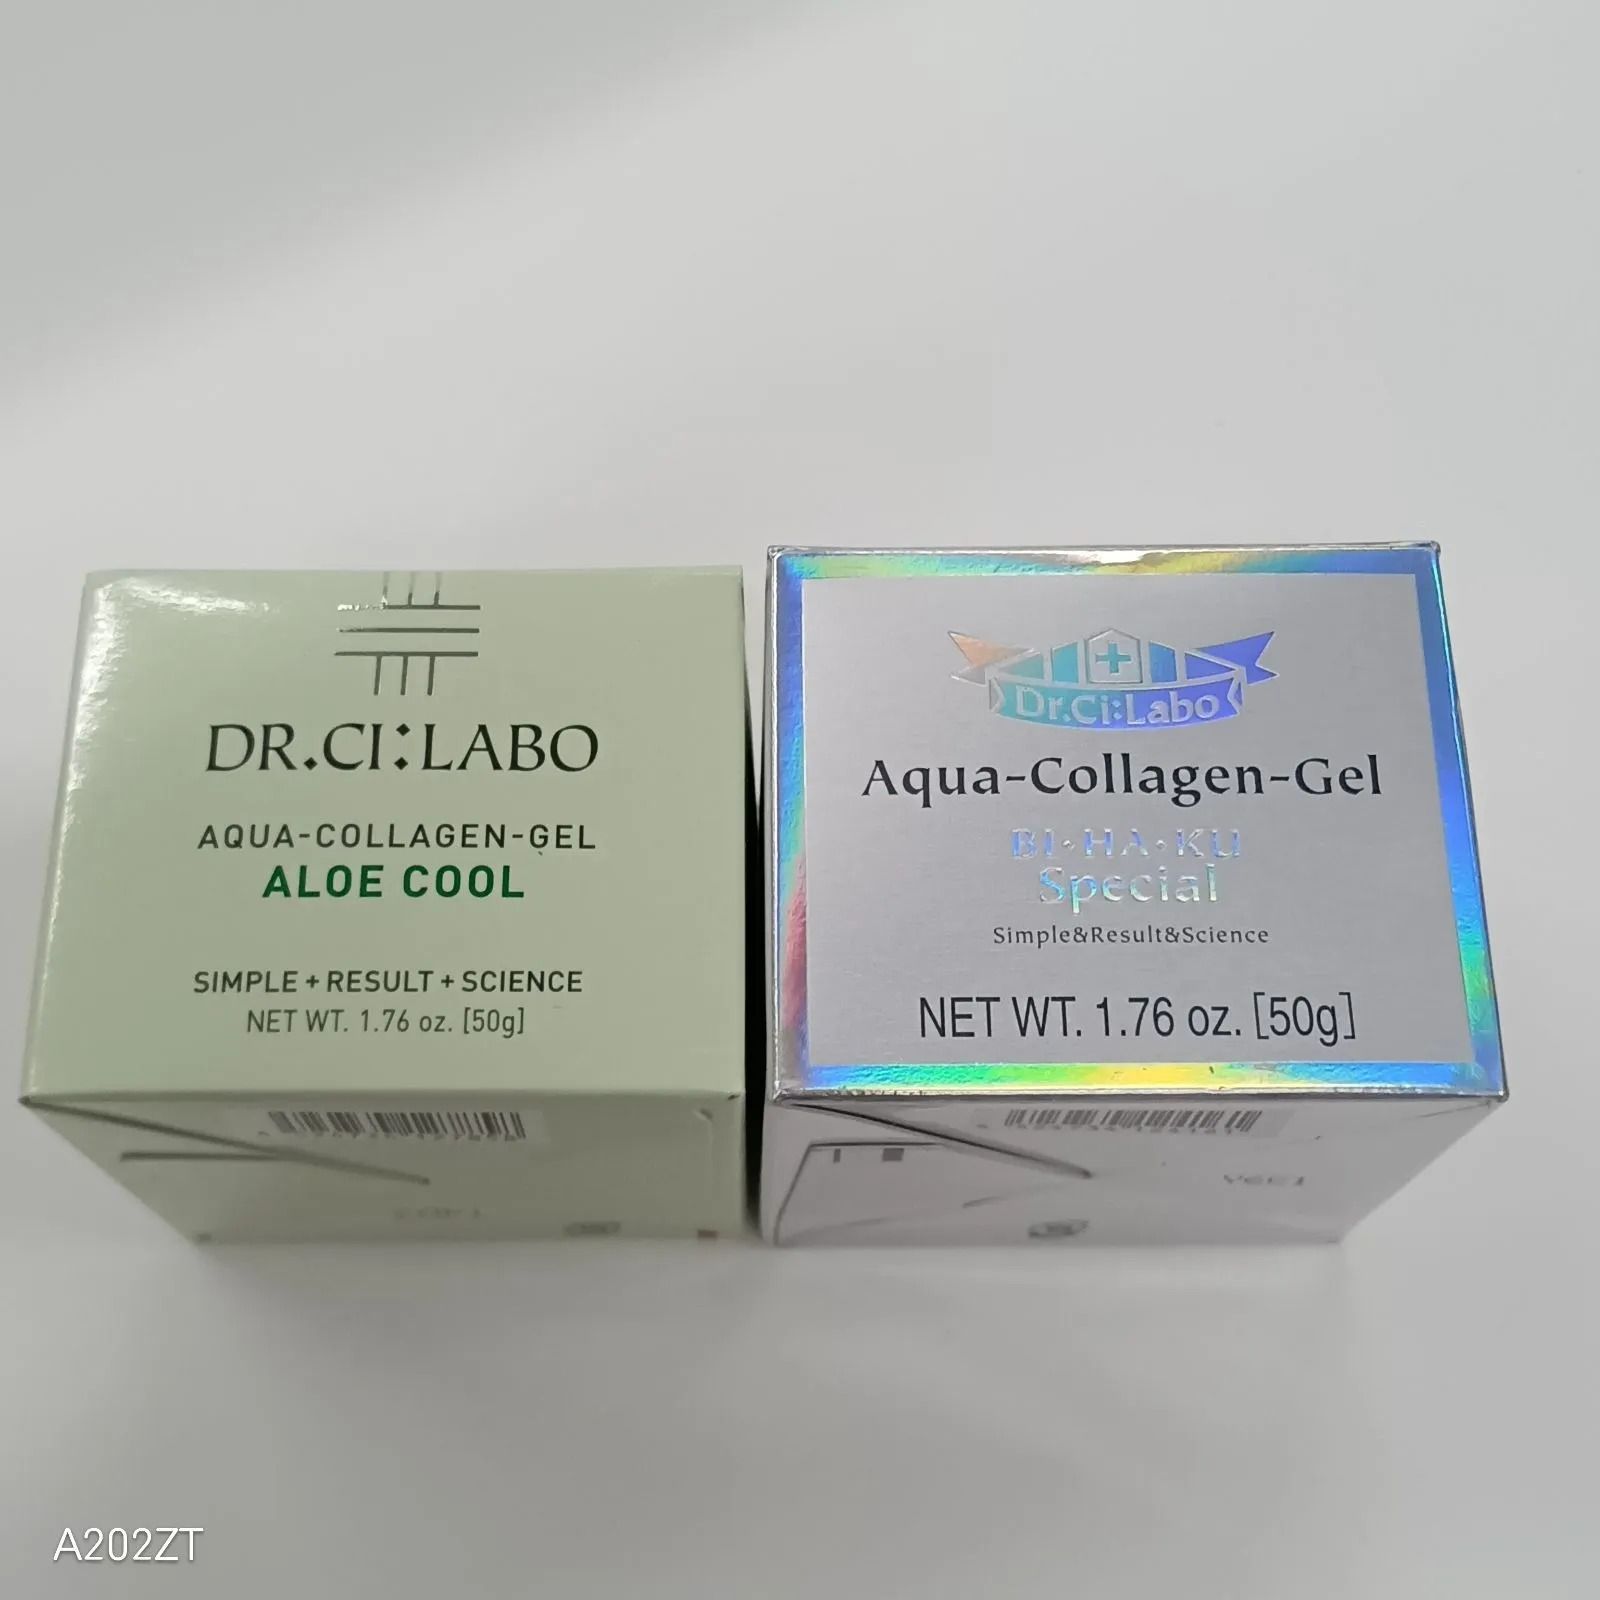 DR.CI:LABO
AQUA-COLLAGEN-GEL
ALOE COOL
SIMPLE + RESULT + SCIENCE
NET WT. 1.76 oz. [50g]
Dr.Ci:Labo
Aqua-Collagen-Gel
BI・HA・KU
Special
Simple&Result&Science
NET WT. 1.76 oz. [50g]
A202ZT